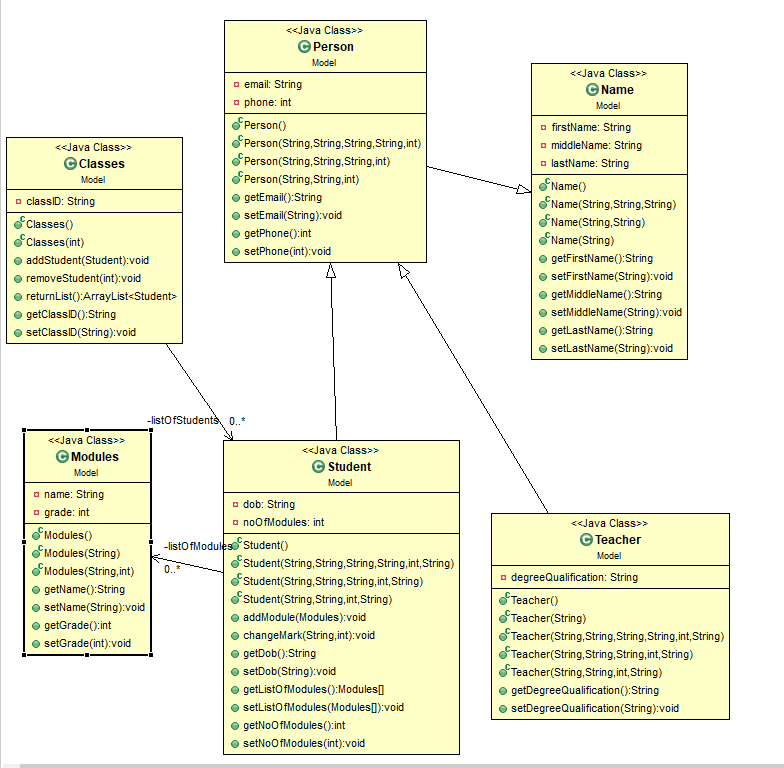 <<Java Class>>
C Person
Model
email: String
phone: int
Person()
Person(String,String,String,String,int)
Person(String,String,String,int)
Person(String,String,int)
getEmail():String
setEmail(String):void
getPhone():int
setPhone(int):void
<<Java Class>>
C Name
Model
firstName: String
middleName: String
lastName: String
Name()
Name(String,String,String)
Name(String,String)
Name(String)
getFirstName():String
setFirstName(String):void
getMiddleName():String
setMiddleName(String):void
getLastName():String
setLastName(String):void
<<Java Class>>
C Classes
Model
classID: String
Classes()
Classes(int)
addStudent(Student):void
removeStudent(int):void
returnList():ArrayList<Student>
getClassID():String
setClassID(String):void
-listOfStudents 0..*
<<Java Class>>
C Modules
Model
name: String
grade: int
Modules()
Modules(String)
Modules(String,int)
getName():String
setName(String):void
getGrade():int
setGrade(int):void
-listOfModules
0..*
<<Java Class>>
C Student
Model
dob: String
noOfModules: int
Student()
Student(String,String,String,String,int,String)
Student(String,String,String,int,String)
Student(String,String,int,String)
addModule(Modules):void
changeMark(String,int):void
getDob():String
setDob(String):void
getListOfModules():Modules[]
setListOfModules(Modules[]):void
getNoOfModules():int
setNoOfModules(int):void
<<Java Class>>
C Teacher
Model
degreeQualification: String
Teacher()
Teacher(String)
Teacher(String,String,String,String,int,String)
Teacher(String,String,String,int,String)
Teacher(String,String,int,String)
getDegreeQualification():String
setDegreeQualification(String):void